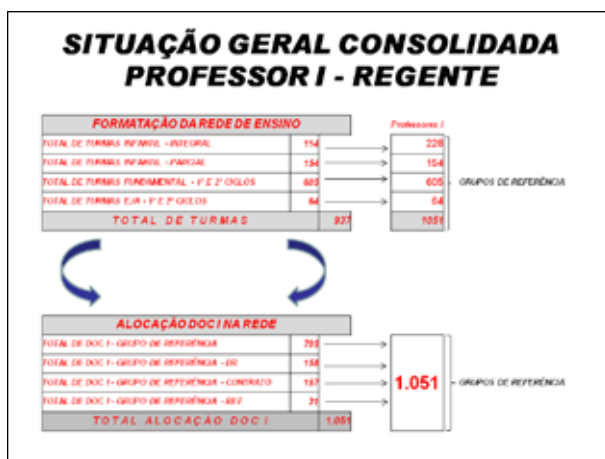 SITUAÇÃO GERAL CONSOLIDADA
PROFESSOR I - REGENTE
FORMATAÇÃO DA REDE DE ENSINO Professores I
TOTAL DE TURMAS INFANTIL - INTEGRAL 114 228
TOTAL DE TURMAS INFANTIL - PARCIAL 154 154
TOTAL DE TURMAS FUNDAMENTAL - 1º E 2º CICLOS 605 605
GRUPOS DE REFERÊNCIA
TOTAL DE TURMAS EJA - 1º E 2º CICLOS 64 64
TOTAL DE TURMAS 937 1051
ALOCAÇÃO DOC I NA REDE
TOTAL DE DOC I - GRUPO DE REFERÊNCIA 705
TOTAL DE DOC I - GRUPO DE REFERÊNCIA - DR 158
TOTAL DE DOC I - GRUPO DE REFERÊNCIA - CONTRATO 157
1.051 GRUPOS DE REFERÊNCIA
TOTAL DE DOC I - GRUPO DE REFERÊNCIA - RET 31
TOTAL ALOCAÇÃO DOC I 1.051